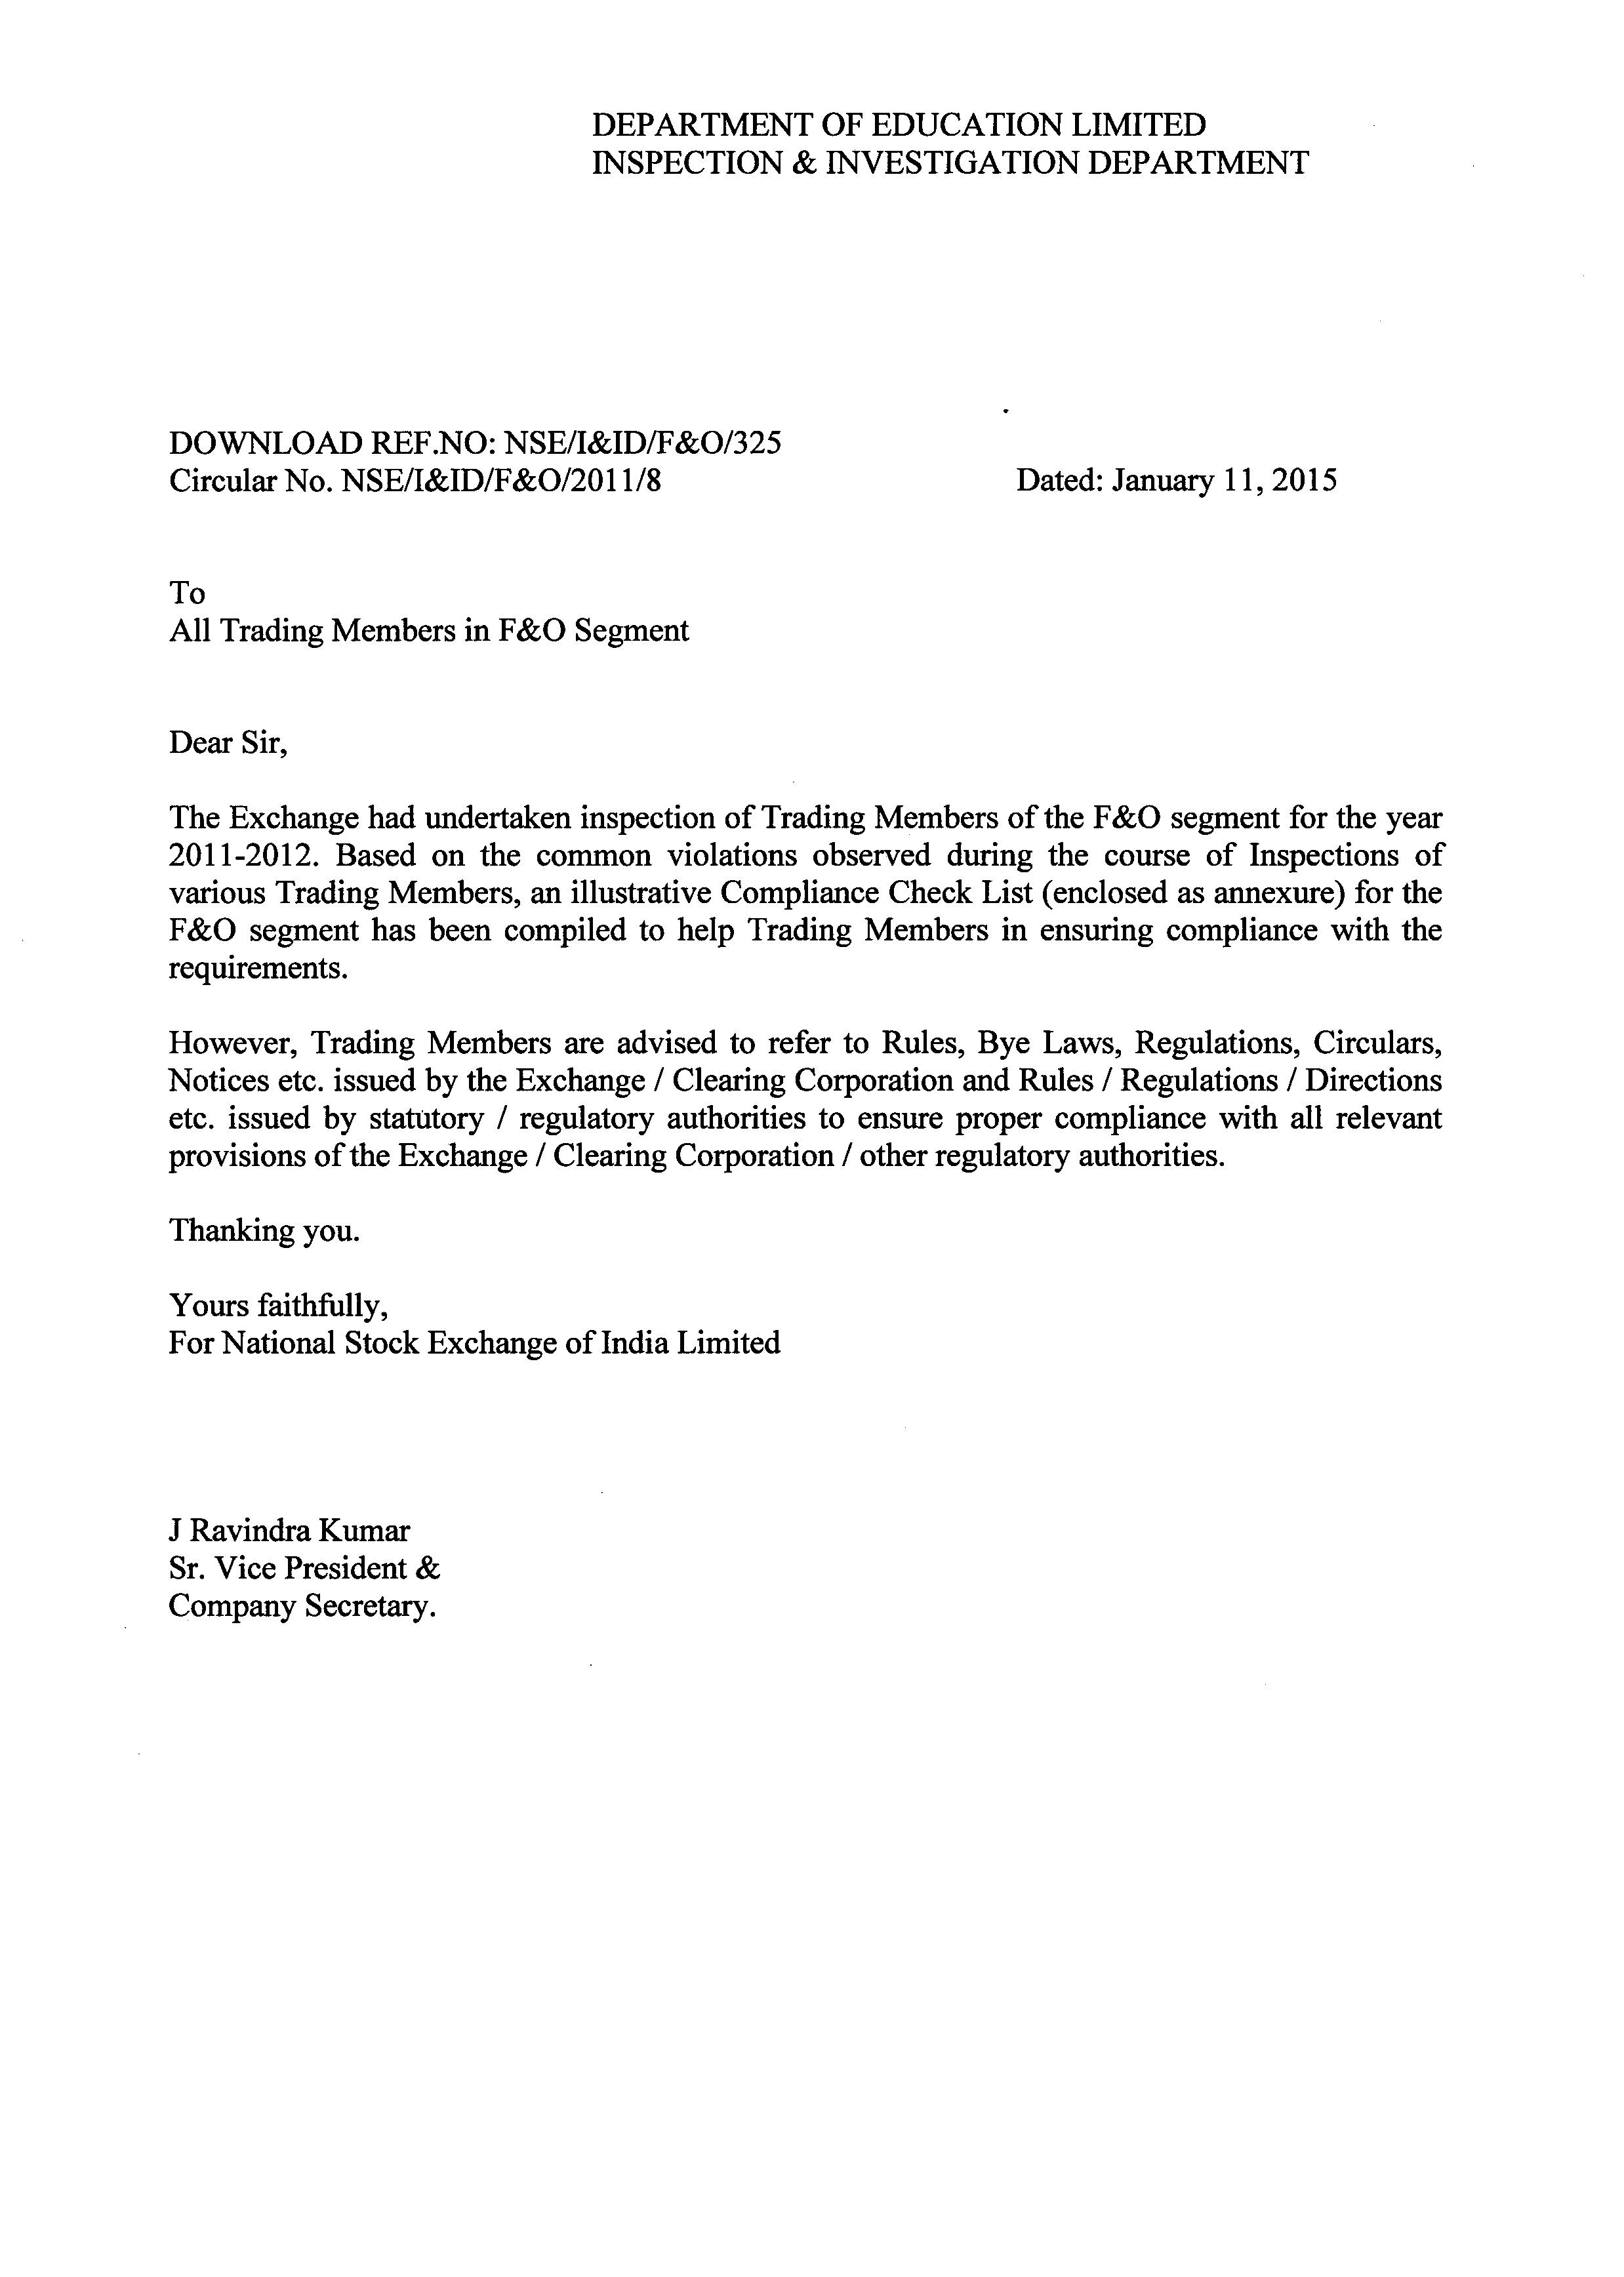 DEPARTMENT OF EDUCATION LIMITED
INSPECTION & INVESTIGATION DEPARTMENT
DOWNLOAD REF.NO: NSE/I&ID/F&O/325
Circular No. NSE/I&ID/F&O/2011/8 Dated: January 11, 2015
To
All Trading Members in F&O Segment
Dear Sir,
The Exchange had undertaken inspection of Trading Members of the F&O segment for the year
2011-2012. Based on the common violations observed during the course of Inspections of
various Trading Members, an illustrative Compliance Check List (enclosed as annexure) for the
F&O segment has been compiled to help Trading Members in ensuring compliance with the
requirements.
However, Trading Members are advised to refer to Rules, Bye Laws, Regulations, Circulars,
Notices etc. issued by the Exchange / Clearing Corporation and Rules / Regulations / Directions
etc. issued by statutory / regulatory authorities to ensure proper compliance with all relevant
provisions of the Exchange / Clearing Corporation / other regulatory authorities.
Thanking you.
Yours faithfully,
For National Stock Exchange of India Limited
J Ravindra Kumar
Sr. Vice President &
Company Secretary.